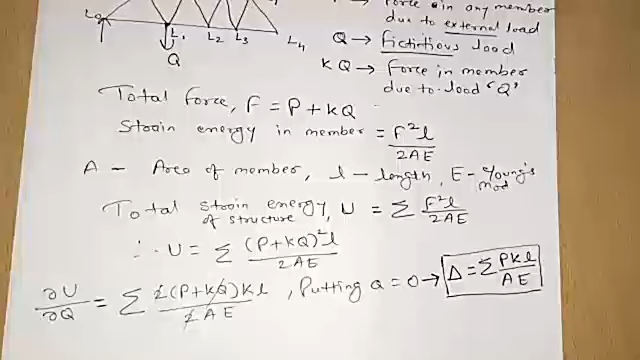 Force in any member
L₀ L₁ L₂ L₃ L₄
due to external load
Q
Q → fictitious load
KQ → Force in member
due to load 'Q'
Total Force, F = P + KQ
Strain energy in member = F²l / 2AE
A - Area of member, l - length, E - Young's Mod
Total strain energy of structure, U = Σ F²l / 2AE
∴ U = Σ (P+KQ)²l / 2AE
∂U/∂Q = Σ 2(P+KQ)Kl / 2AE , Putting Q = 0 → Δ = Σ PKl / AE